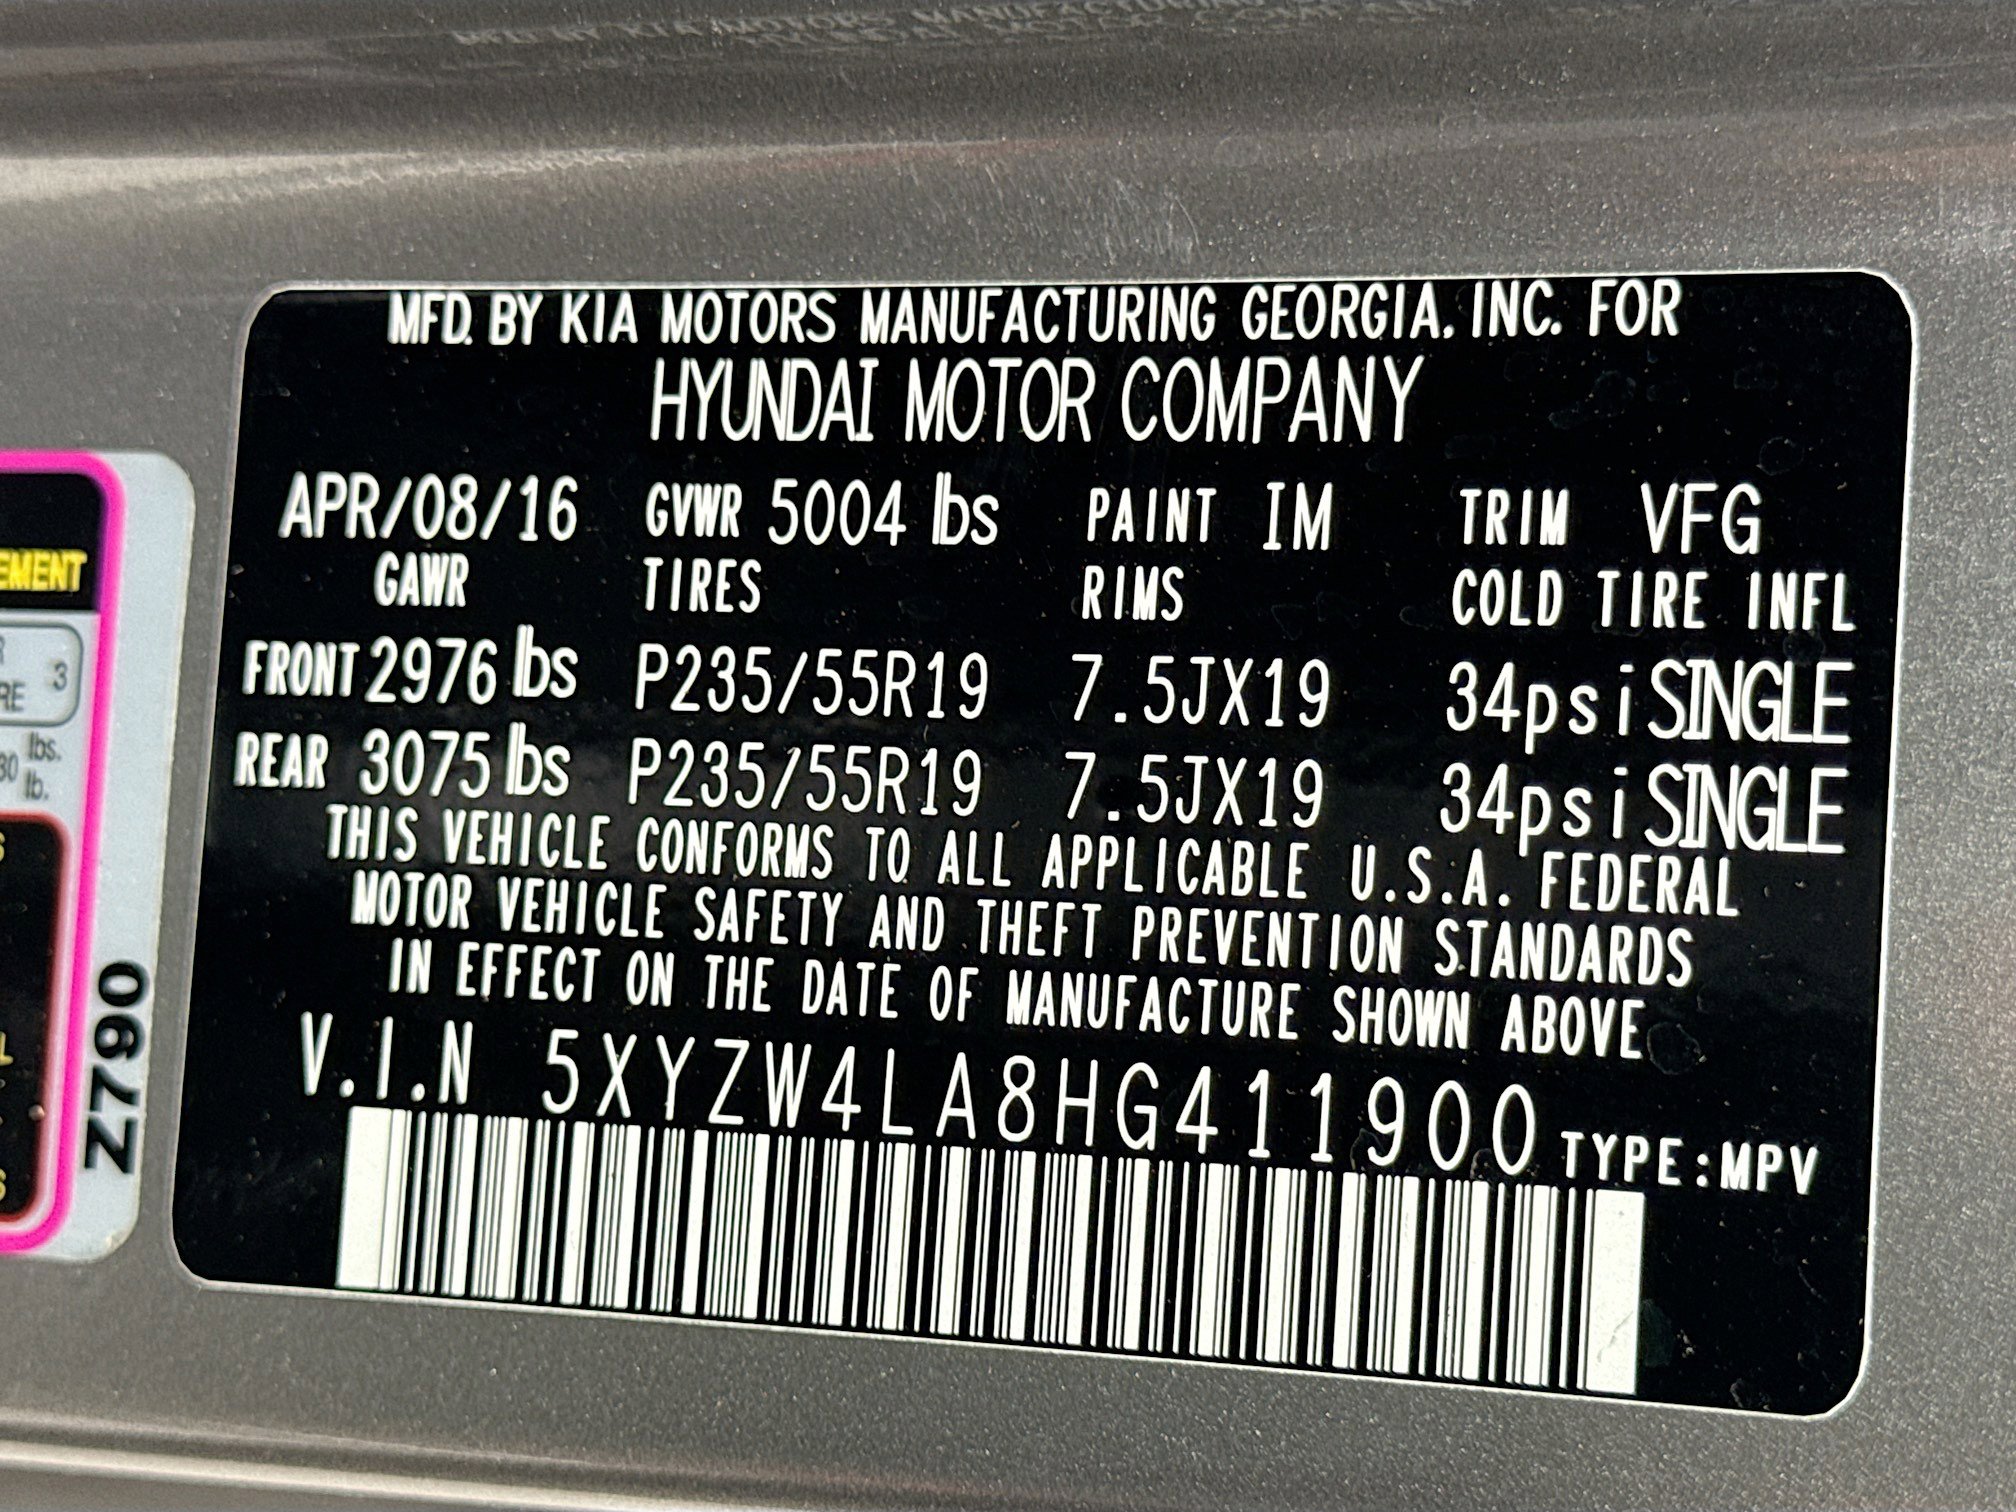 MFD. BY KIA MOTORS MANUFACTURING GEORGIA, INC. FOR
HYUNDAI MOTOR COMPANY
APR/08/16 GVWR 5004 lbs PAINT IM TRIM VFG
GAWR TIRES RIMS COLD TIRE INFL
FRONT 2976 lbs P235/55R19 7.5JX19 34psi SINGLE
REAR 3075 lbs P235/55R19 7.5JX19 34psi SINGLE
THIS VEHICLE CONFORMS TO ALL APPLICABLE U.S.A. FEDERAL
MOTOR VEHICLE SAFETY AND THEFT PREVENTION STANDARDS
IN EFFECT ON THE DATE OF MANUFACTURE SHOWN ABOVE
V.I.N 5XYZW4LA8HG411900 TYPE:MPV
3
lbs.
lb.
Z790